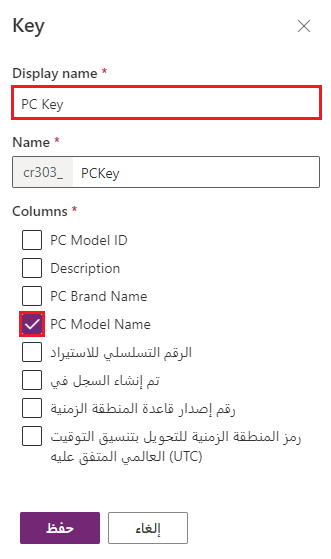 Key
Display name *
PC Key
Name *
cr303_ PCKey
Columns *
PC Model ID
Description
PC Brand Name
PC Model Name
الرقم التسلسلي للاستيراد
تم إنشاء السجل في
رقم إصدار قاعدة المنطقة الزمنية
رمز المنطقة الزمنية للتحويل بتنسيق التوقيت
العالمي المتفق عليه (UTC)
حفظ إلغاء